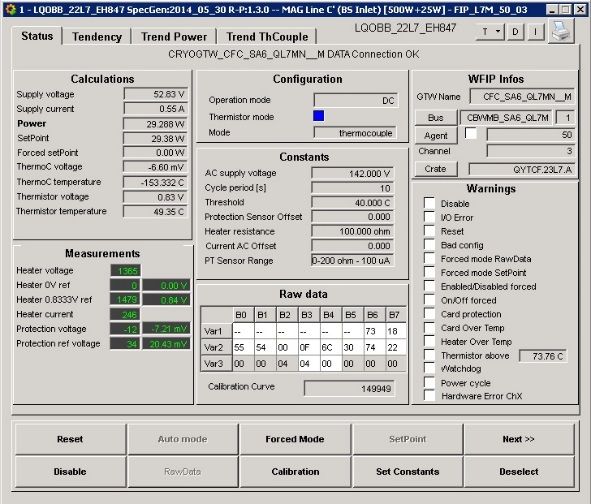 1 - LQOBB_22L7_EH847 SpecGen:2014_05_30 R-P:1.3.0 -- MAG Line C' (B5 Inlet) [500W+25W] - FIP_L7M_50_03
Status Tendency Trend Power Trend ThCouple LQOBB_22L7_EH847 T D I
CRYOGTW_CFC_SA6_QL7MN__M DATA Connection OK
Calculations
Supply voltage 52.83 V
Supply current 0.55 A
Power 29.288 W
SetPoint 29.38 W
Forced setPoint 0.00 W
ThermoC voltage -6.60 mV
ThermoC temperature -153.332 C
Thermistor voltage 0.83 V
Thermistor temperature 49.35 C
Measurements
Heater voltage 1365
Heater 0V ref 0 0.00 V
Heater 0.8333V ref 1479 0.84 V
Heater current 246
Protection voltage -12 -7.21 mV
Protection ref voltage 34 20.43 mV
Configuration
Operation mode DC
Thermistor mode
Mode thermocouple
Constants
AC supply voltage 142.000 V
Cycle period [s] 10
Threshold 40.000 C
Protection Sensor Offset 0.000
Heater resistance 100.000 ohm
Current AC Offset 0.000
PT Sensor Range 0-200 ohm - 100 uA
Raw data
B0 B1 B2 B3 B4 B5 B6 B7
Var1 -- -- -- -- -- -- 73 18
Var2 55 54 00 0F 6C 30 74 22
Var3 00 00 04 04 00 00 00 00
Calibration Curve 149949
WFIP Infos
GTW Name CFC_SA6_QL7MN__M
Bus CBWMB_SA6_QL7M 1
Agent 50
Channel 3
Crate QYTCF.23L7.A
Warnings
Disable
I/O Error
Reset
Bad config
Forced mode RawData
Forced mode SetPoint
Enabled/Disabled forced
On/Off forced
Card protection
Card Over Temp
Heater Over Temp
Thermistor above 73.76 C
Watchdog
Power cycle
Hardware Error ChX
Reset Auto mode Forced Mode SetPoint Next >>
Disable RawData Calibration Set Constants Deselect